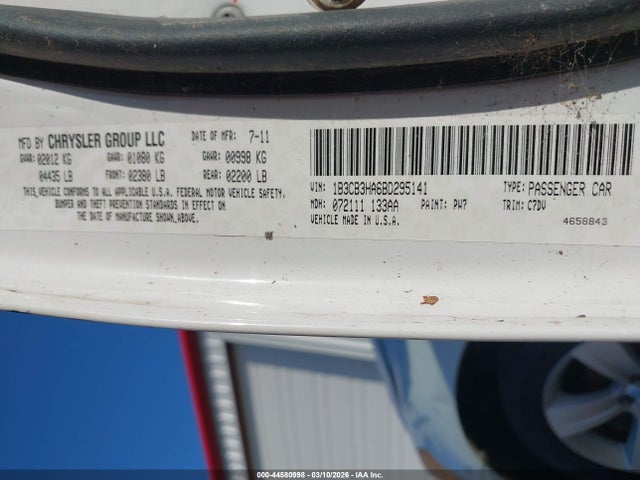 MFD BY CHRYSLER GROUP LLC DATE OF MFR: 7-11
GVWR: 02012 KG GAWR: 01080 KG GAWR: 00998 KG
04435 LB FRONT: 02380 LB REAR: 02200 LB
THIS VEHICLE CONFORMS TO ALL APPLICABLE U.S.A. FEDERAL MOTOR VEHICLE SAFETY,
BUMPER AND THEFT PREVENTION STANDARDS IN EFFECT ON
THE DATE OF MANUFACTURE SHOWN ABOVE.
VIN: 1B3CB3HA6BD295141 TYPE: PASSENGER CAR
MDH: 072111 133AA PAINT: PW7 TRIM: C7DV
VEHICLE MADE IN U.S.A. 4658843
000-44580998 | 03/10/2026 | IAA Inc.